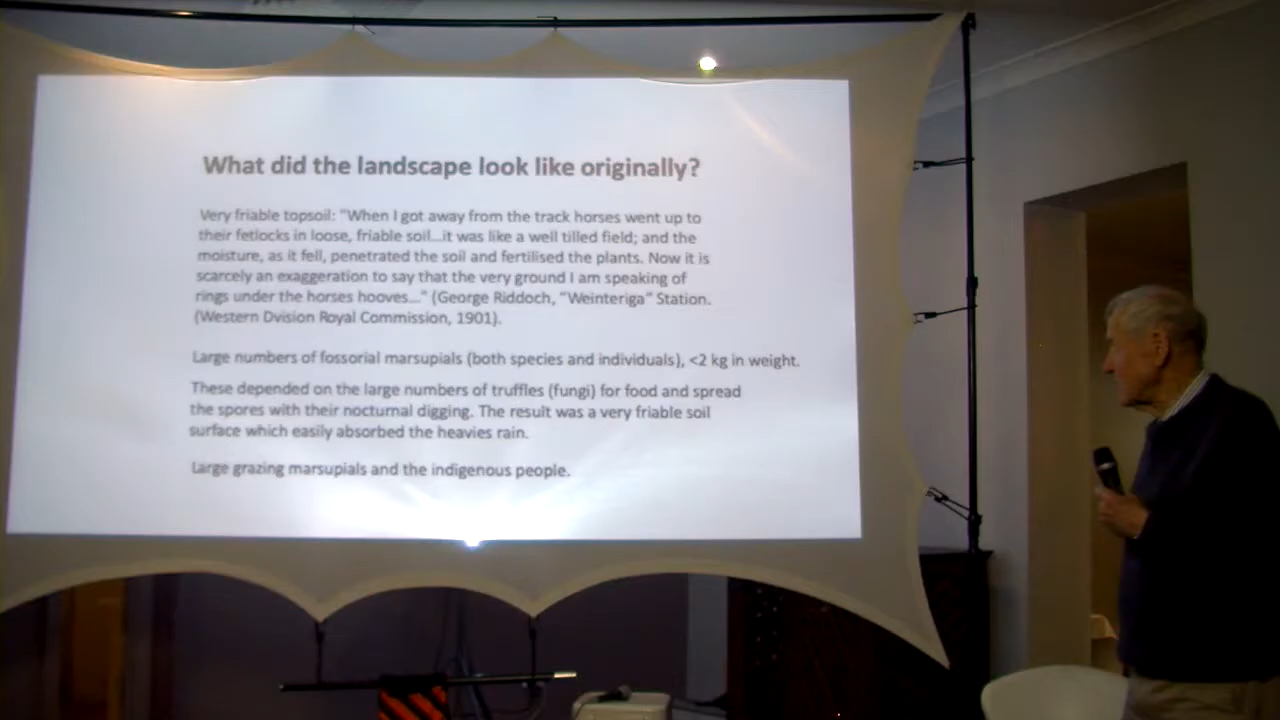 What did the landscape look like originally?
Very friable topsoil: "When I got away from the track horses went up to
their fetlocks in loose, friable soil...it was like a well tilled field; and the
moisture, as it fell, penetrated the soil and fertilised the plants. Now it is
scarcely an exaggeration to say that the very ground I am speaking of
rings under the horses hooves..." (George Riddoch, "Weinteriga" Station.
(Western Dvision Royal Commission, 1901).
Large numbers of fossorial marsupials (both species and individuals), <2 kg in weight.
These depended on the large numbers of truffles (fungi) for food and spread
the spores with their nocturnal digging. The result was a very friable soil
surface which easily absorbed the heavies rain.
Large grazing marsupials and the indigenous people.